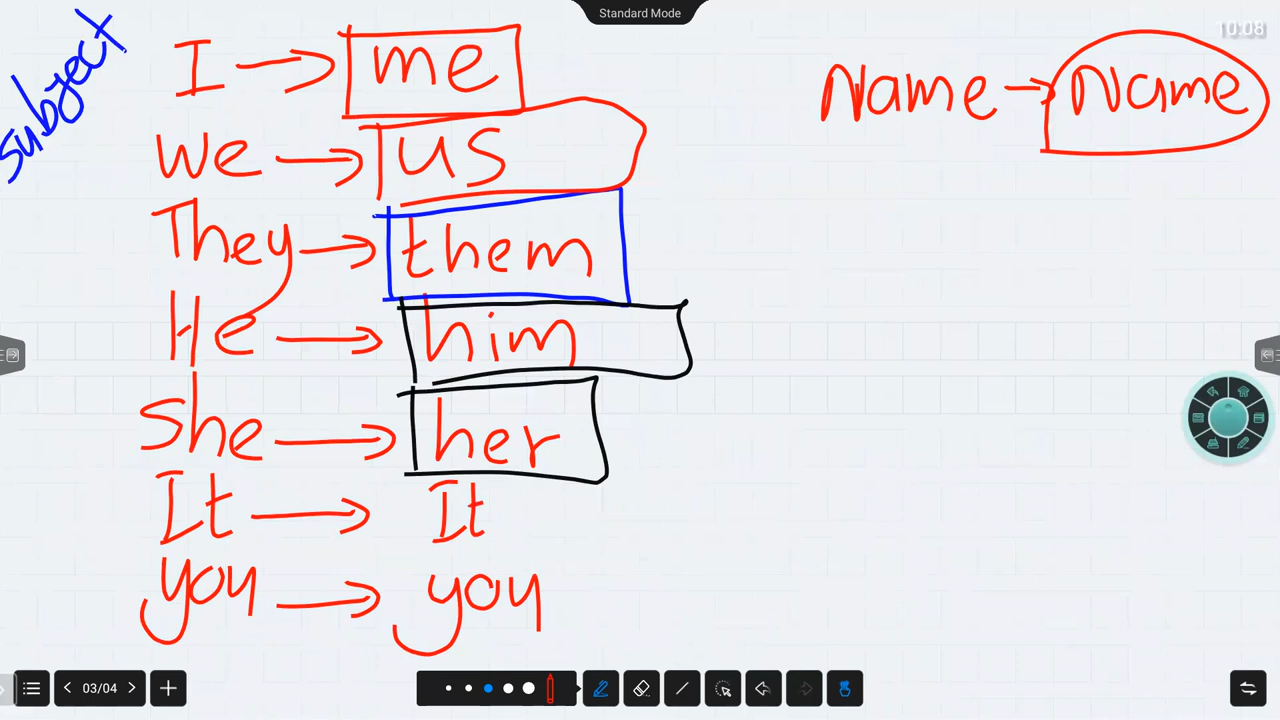 Standard Mode
10:08
subject
I → me
Name → Name
We → us
They → them
He → him
She → her
It → It
you → you
03/04